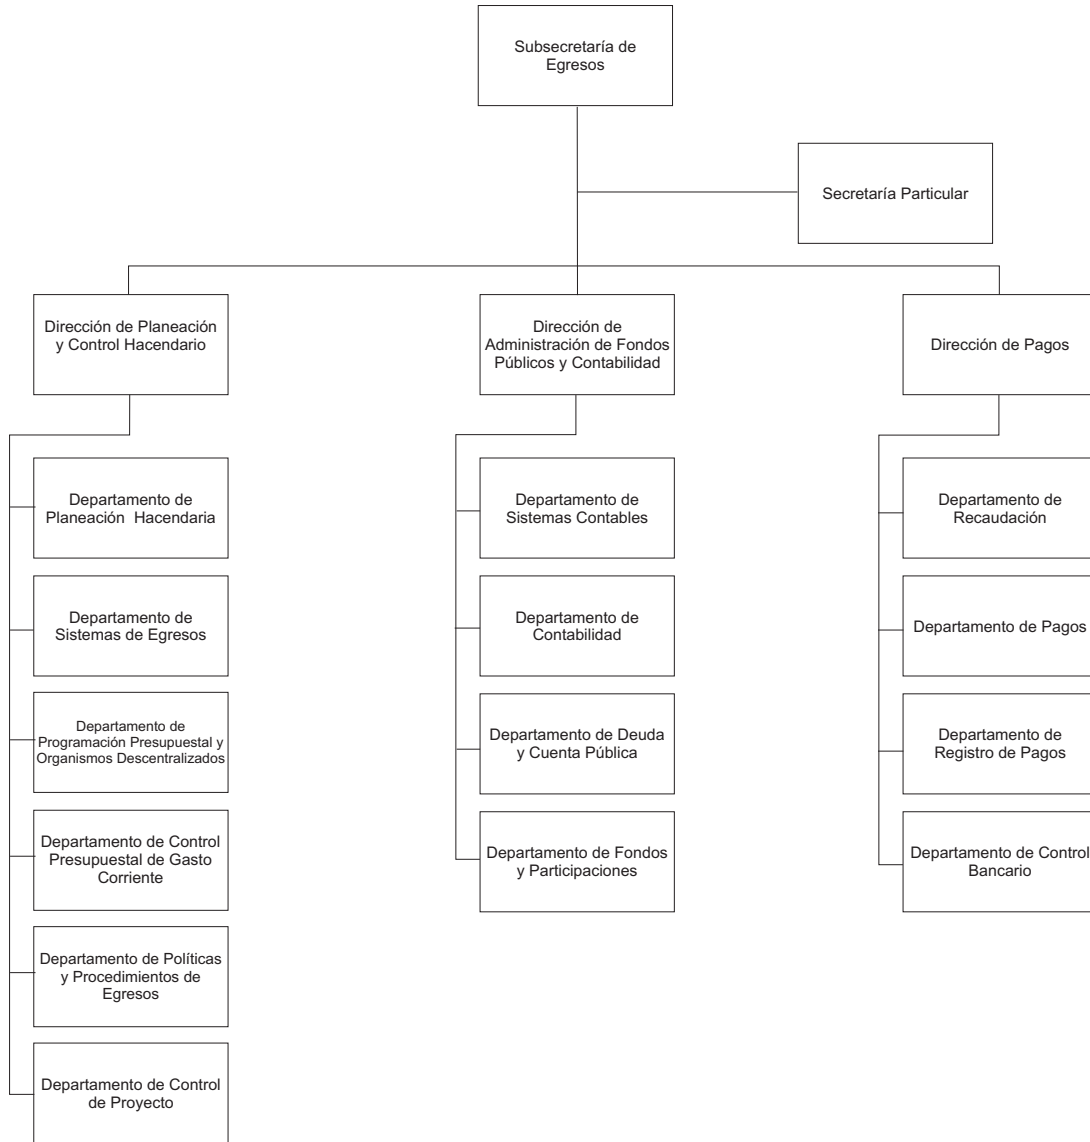 Subsecretaría de
Egresos
Secretaría Particular
Dirección de Planeación
y Control Hacendario
Dirección de
Administración de Fondos
Públicos y Contabilidad
Dirección de Pagos
Departamento de
Planeación Hacendaria
Departamento de
Sistemas de Egresos
Departamento de
Programación Presupuestal y
Organismos Descentralizados
Departamento de Control
Presupuestal de Gasto
Corriente
Departamento de Políticas
y Procedimientos de
Egresos
Departamento de Control
de Proyecto
Departamento de
Sistemas Contables
Departamento de
Contabilidad
Departamento de Deuda
y Cuenta Pública
Departamento de Fondos
y Participaciones
Departamento de
Recaudación
Departamento de Pagos
Departamento de
Registro de Pagos
Departamento de Control
Bancario